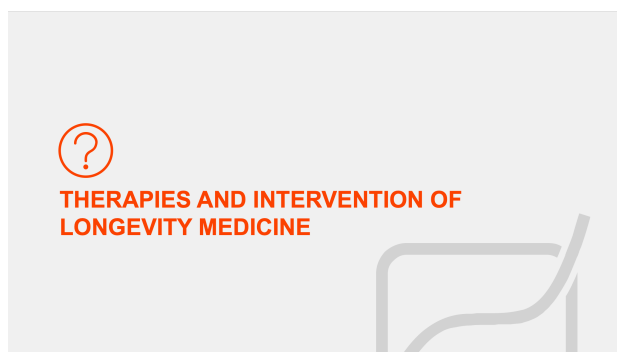 THERAPIES AND INTERVENTION OF
LONGEVITY MEDICINE